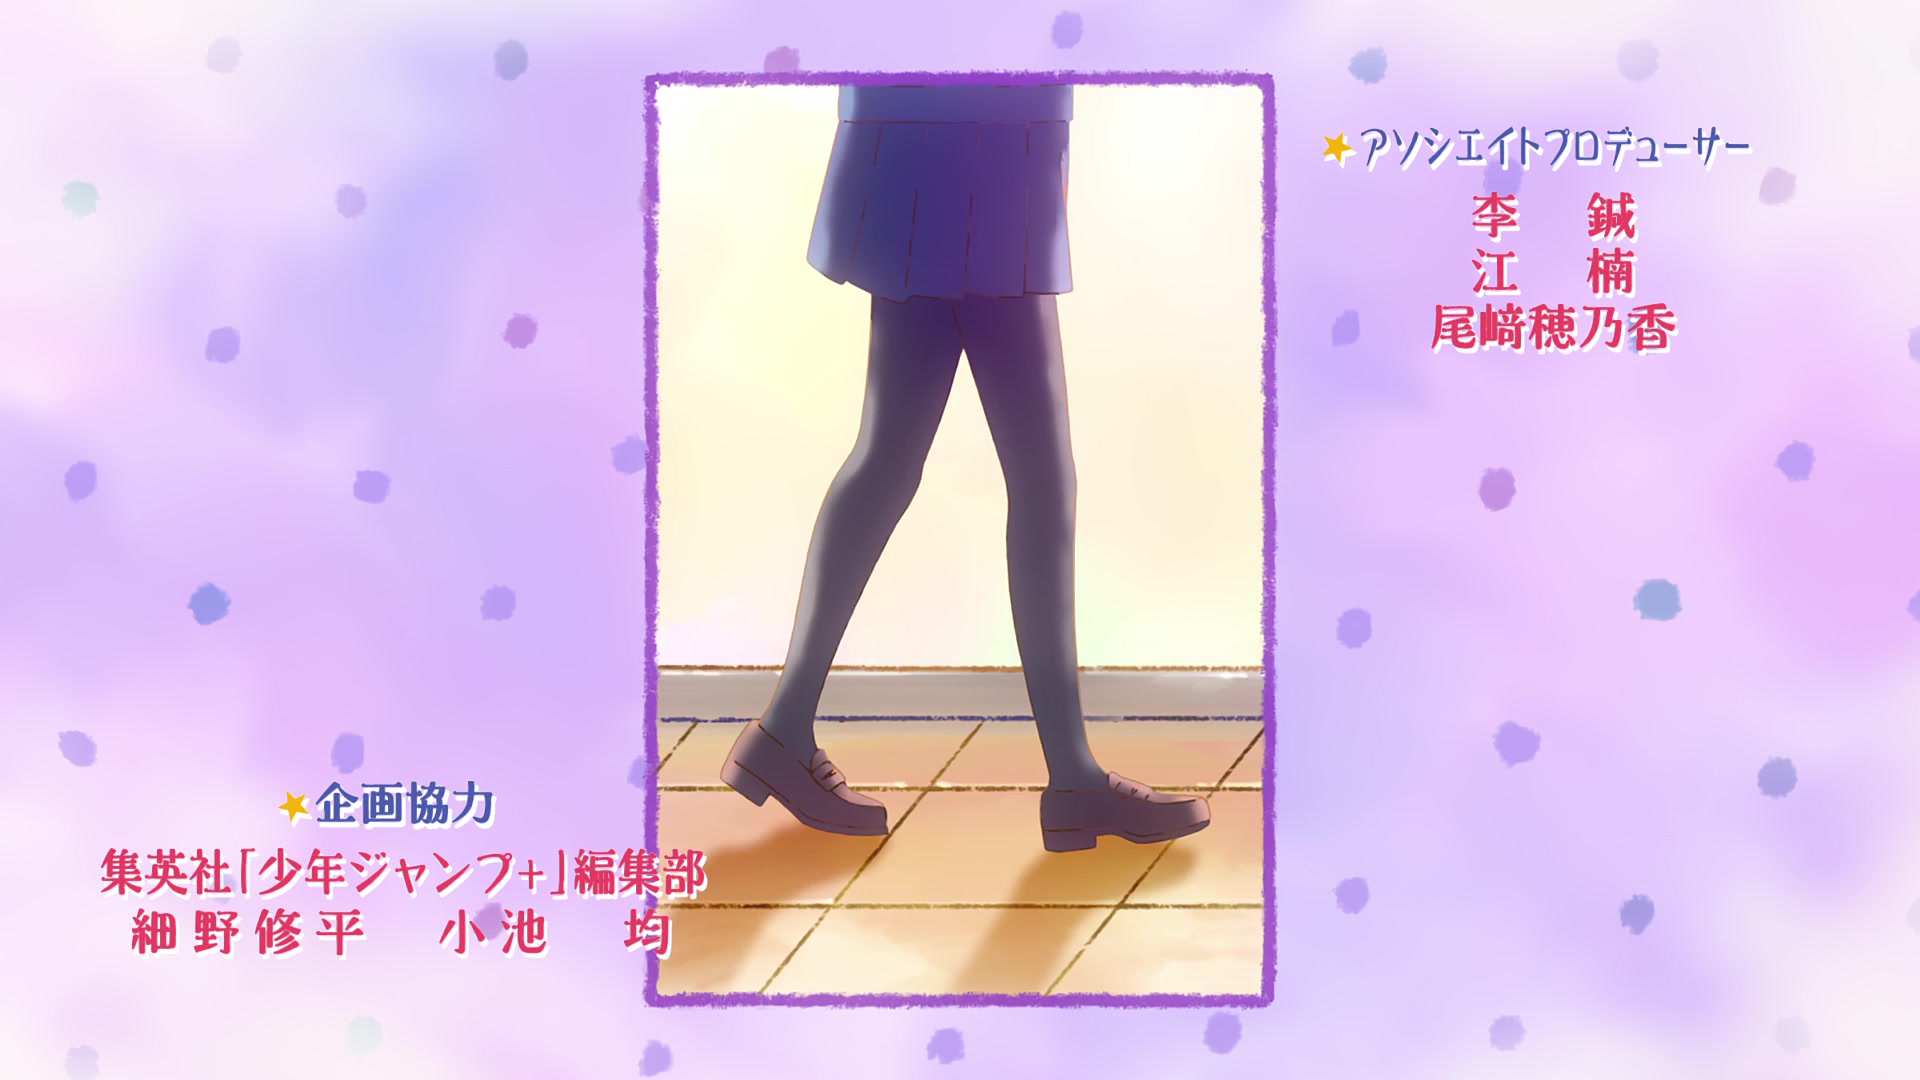 ★アソシエイトプロデューサー
李 鍼
江 楠
尾﨑穂乃香
★企画協力
集英社「少年ジャンプ+」編集部
細野修平 小池 均